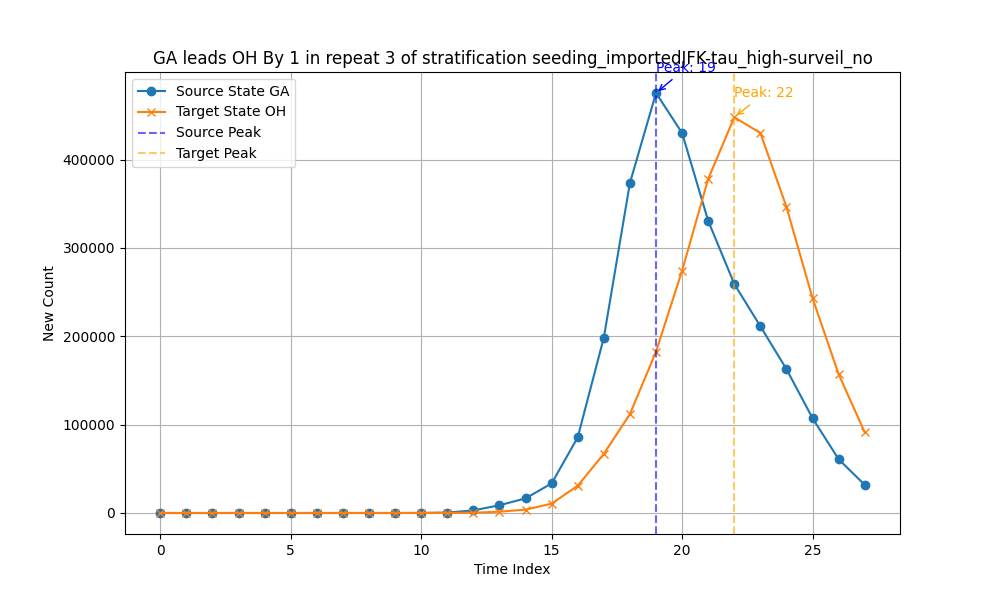 GA leads OH By 1 in repeat 3 of stratification seeding_importedJFK-tau_high-surveil_no
Peak: 19
Peak: 22
Source State GA
Target State OH
Source Peak
Target Peak
New Count
400000
300000
200000
100000
0
0 5 10 15 20 25
Time Index